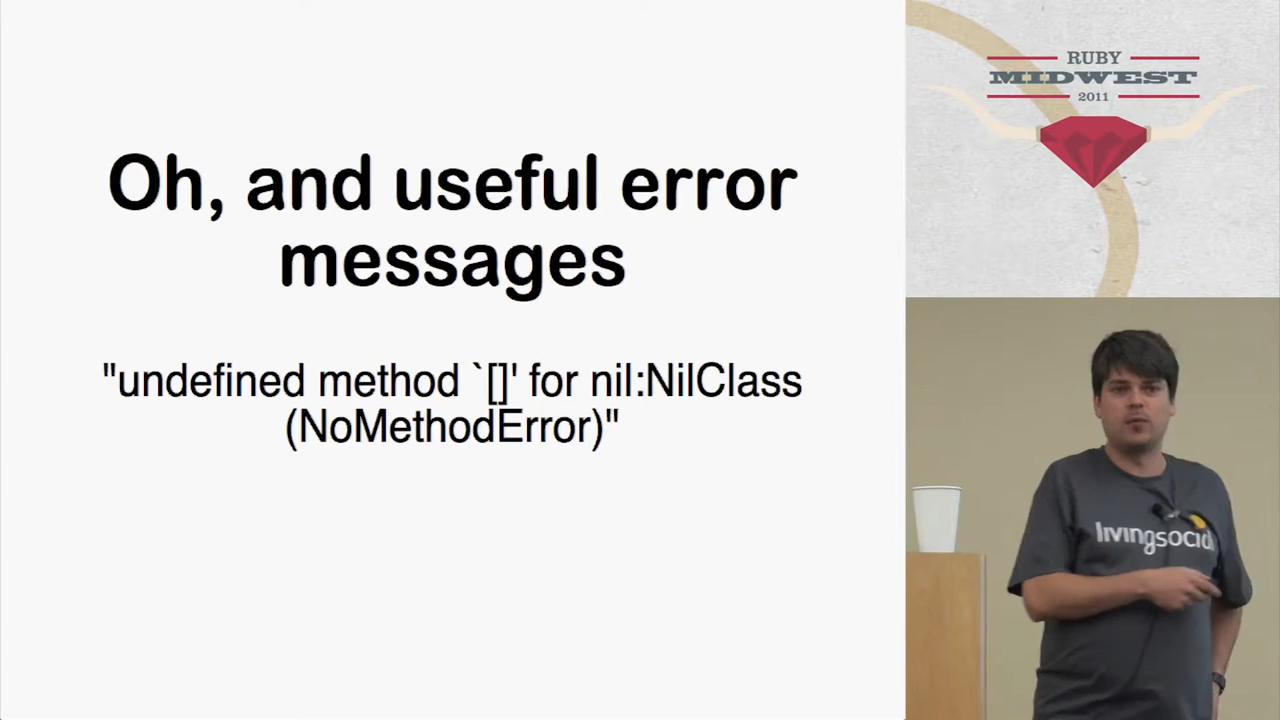 Oh, and useful error
messages
"undefined method `[]' for nil:NilClass
(NoMethodError)"
RUBY
MIDWEST
2011
livingsocial